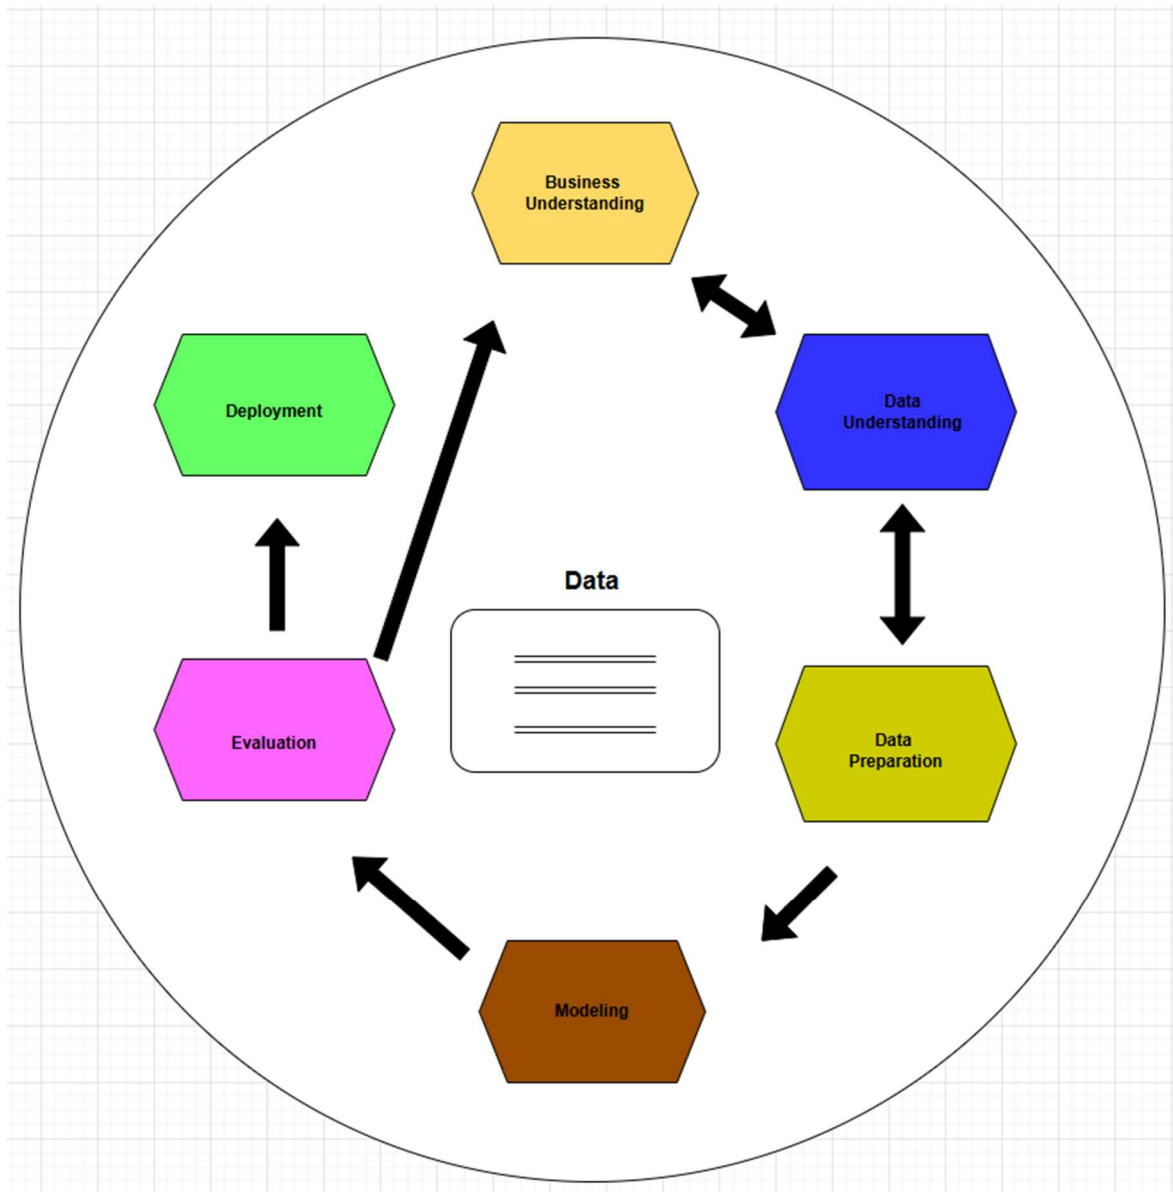 Business
Understanding
Deployment
Data
Understanding
Data
Evaluation
Data
Preparation
Modeling